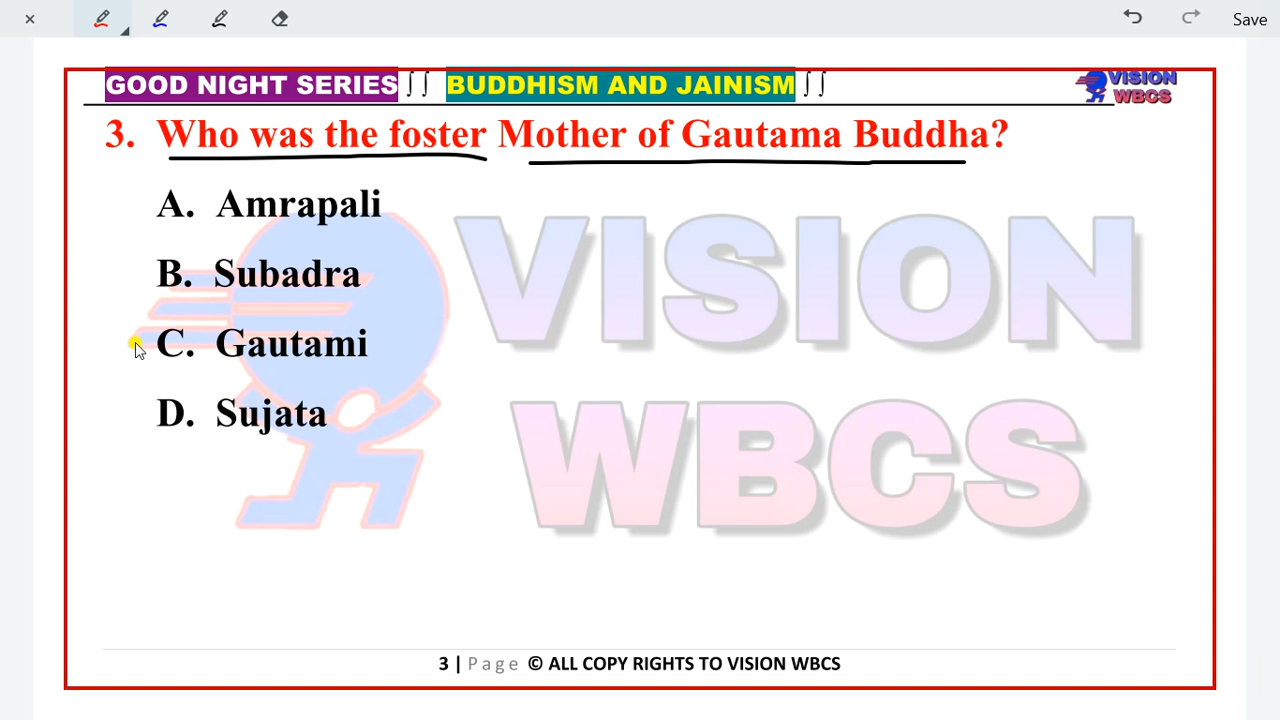 Save
GOOD NIGHT SERIES∫∫ BUDDHISM AND JAINISM∫∫ VISION WBCS
3. Who was the foster Mother of Gautama Buddha?
A. Amrapali
B. Subadra
C. Gautami
D. Sujata
VISION
WBCS
3 | Page © ALL COPY RIGHTS TO VISION WBCS